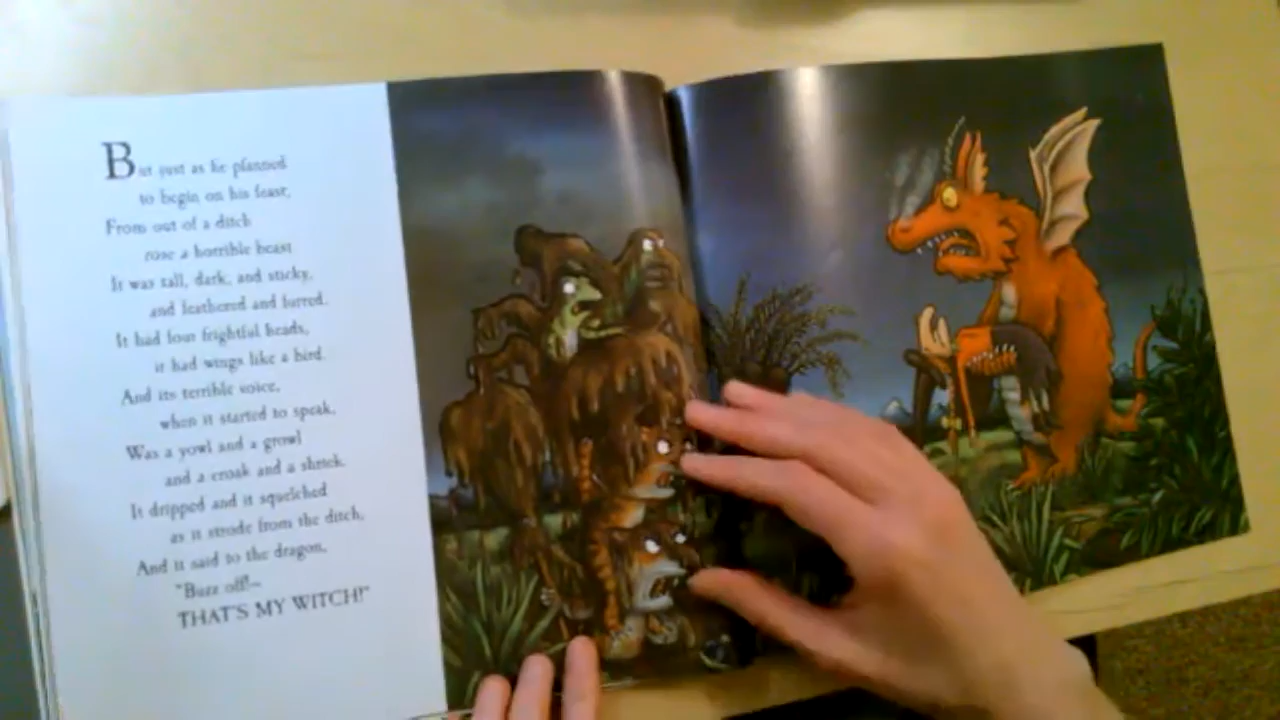 But just as he planned
to begin on his feast,
From out of a ditch
rose a horrible beast
It was tall, dark, and sticky,
and feathered and furred.
It had four frightful heads,
it had wings like a bird.
And its terrible voice,
when it started to speak,
Was a yowl and a growl
and a croak and a shriek.
It dripped and it squelched
as it strode from the ditch,
And it said to the dragon,
"Buzz off!—
THAT'S MY WITCH!"